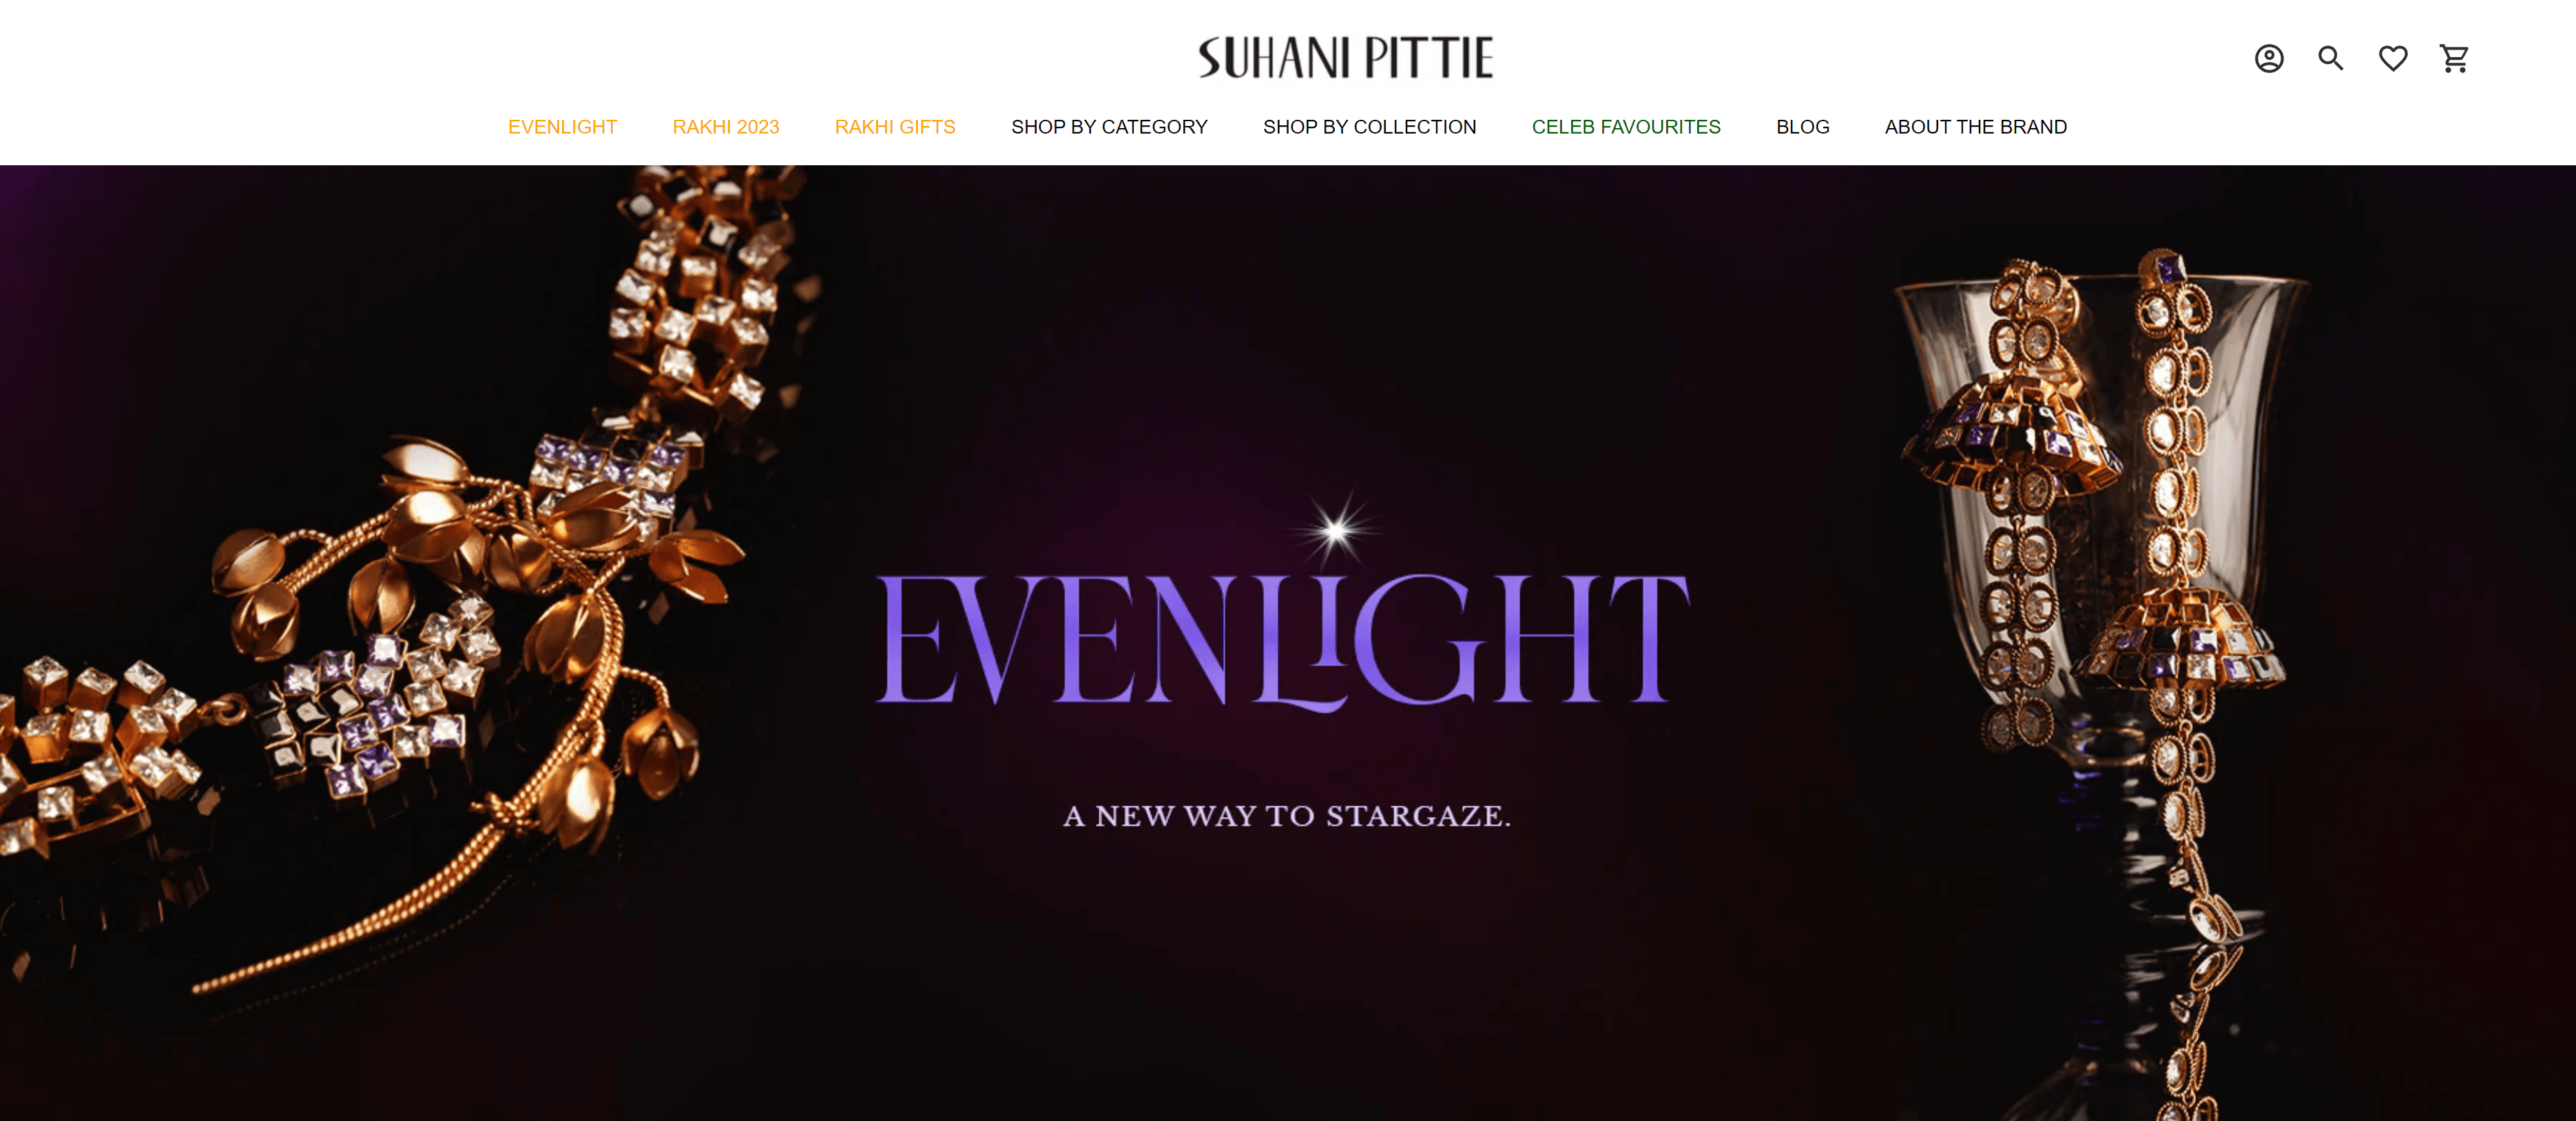 SUHANI PITTIE
EVENLIGHT RAKHI 2023 RAKHI GIFTS SHOP BY CATEGORY SHOP BY COLLECTION CELEB FAVOURITES BLOG ABOUT THE BRAND
EVENLIGHT
A NEW WAY TO STARGAZE.